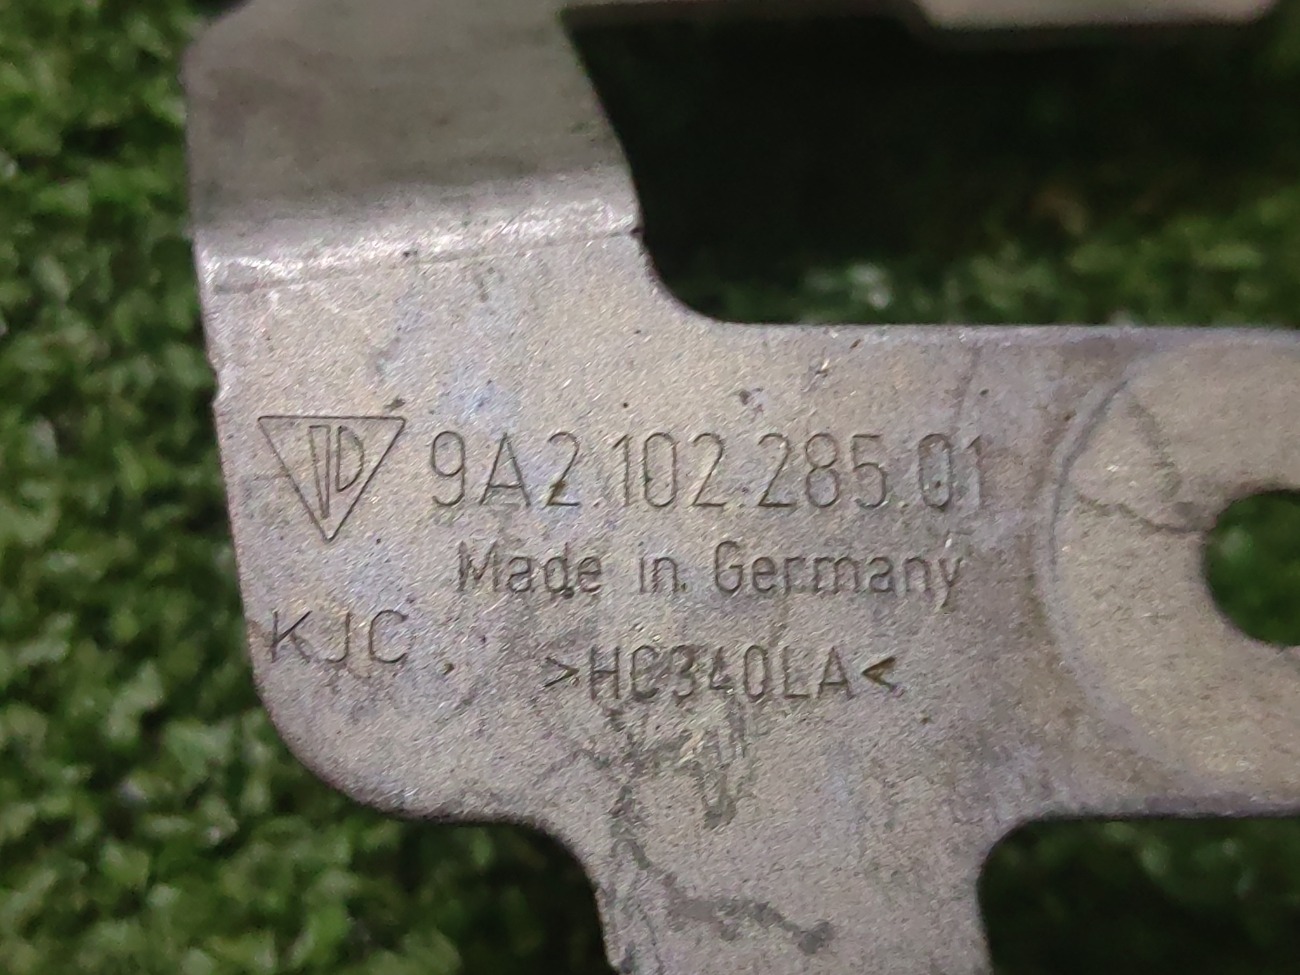 9A2.102.285.01
Made in Germany
KJC
>HC340LA<